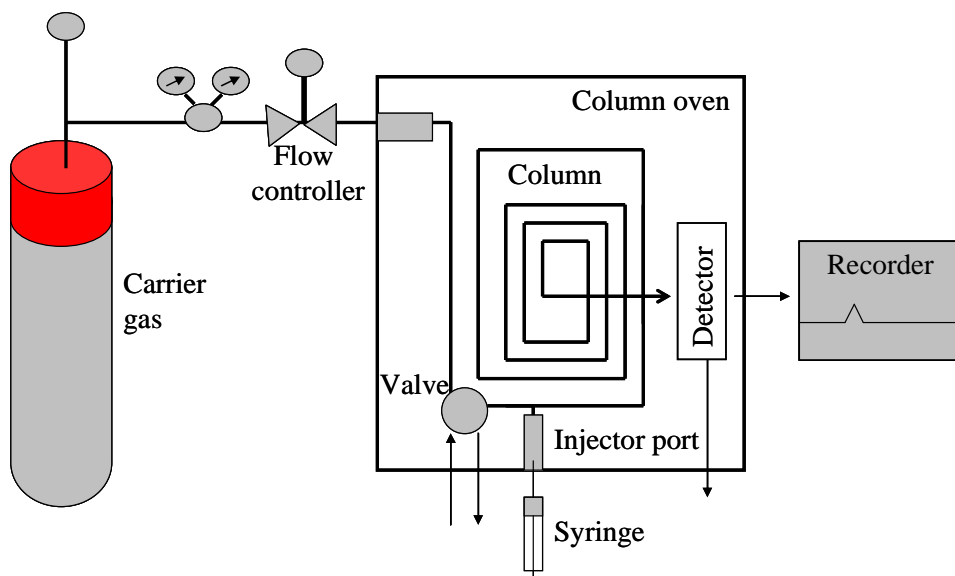 Column oven
Flow
controller
Column
Carrier
gas
Detector
Recorder
Valve
Injector port
Syringe